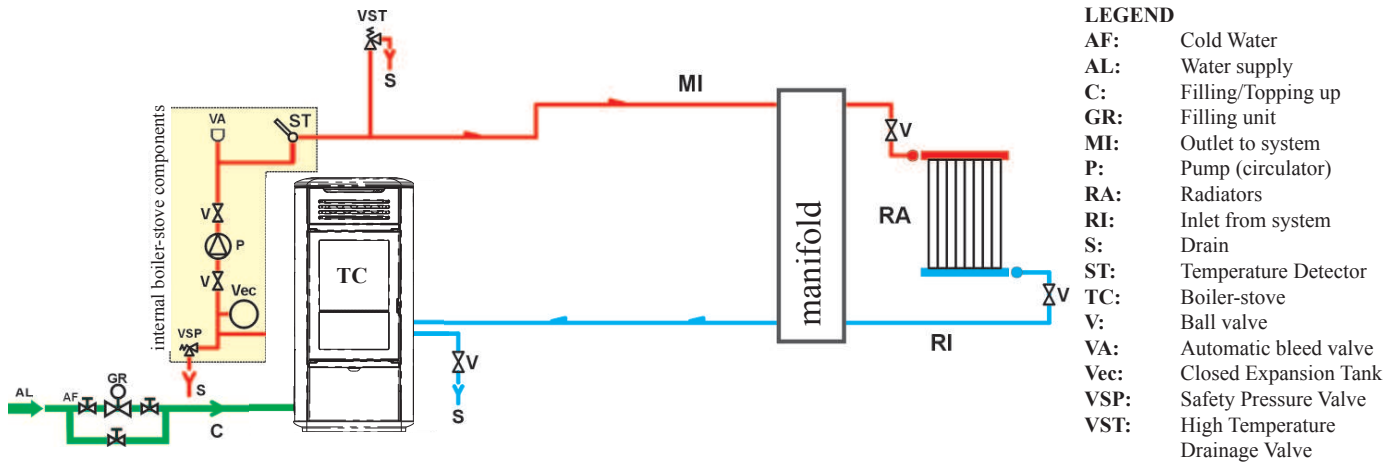 VST
S
MI
VA
ST
internal boiler-stove components
V
P
V
Vec
VSP
S
TC
manifold
V
RA
V
RI
V
S
AL
AF
GR
C
LEGEND
AF: Cold Water
AL: Water supply
C: Filling/Topping up
GR: Filling unit
MI: Outlet to system
P: Pump (circulator)
RA: Radiators
RI: Inlet from system
S: Drain
ST: Temperature Detector
TC: Boiler-stove
V: Ball valve
VA: Automatic bleed valve
Vec: Closed Expansion Tank
VSP: Safety Pressure Valve
VST: High Temperature
Drainage Valve